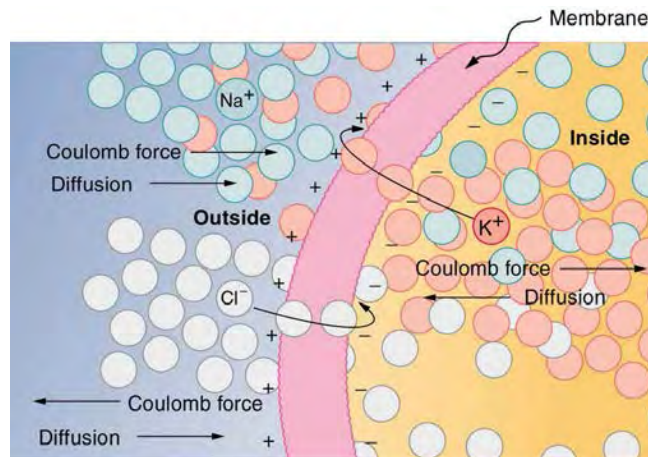 Membrane
Na+
Inside
Coulomb force
Diffusion
Outside
K+
Coulomb force
Diffusion
Cl−
Coulomb force
Diffusion